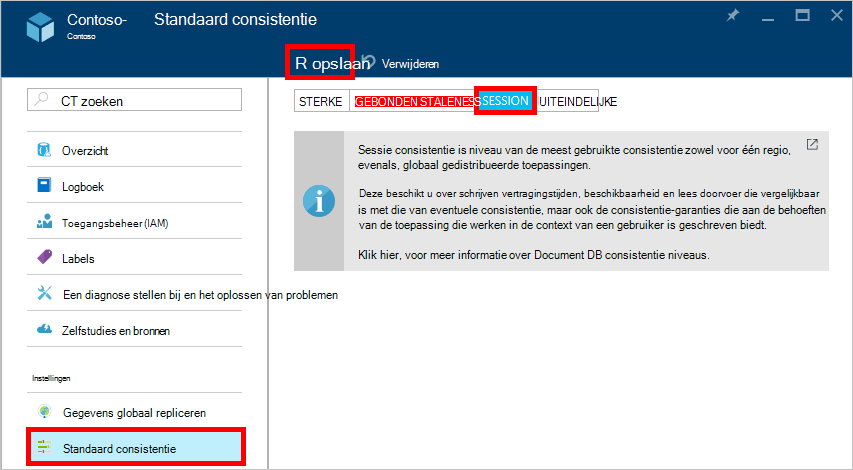 Contoso-
Contoso
Standaard consistentie
R opslaan
Verwijderen
CT zoeken
Overzicht
Logboek
Toegangsbeheer (IAM)
Labels
Een diagnose stellen bij en het oplossen van problemen
Zelfstudies en bronnen
Instellingen
Gegevens globaal repliceren
Standaard consistentie
STERKE
GEBONDEN STALENESS
SESSION
UITEINDELIJKE
Sessie consistentie is niveau van de meest gebruikte consistentie zowel voor één regio,
evenals, globaal gedistribueerde toepassingen.
Deze beschikt u over schrijven vertragingstijden, beschikbaarheid en lees doorvoer die vergelijkbaar
is met die van eventuele consistentie, maar ook de consistentie-garanties die aan de behoeften
van de toepassing die werken in de context van een gebruiker is geschreven biedt.
Klik hier, voor meer informatie over Document DB consistentie niveaus.